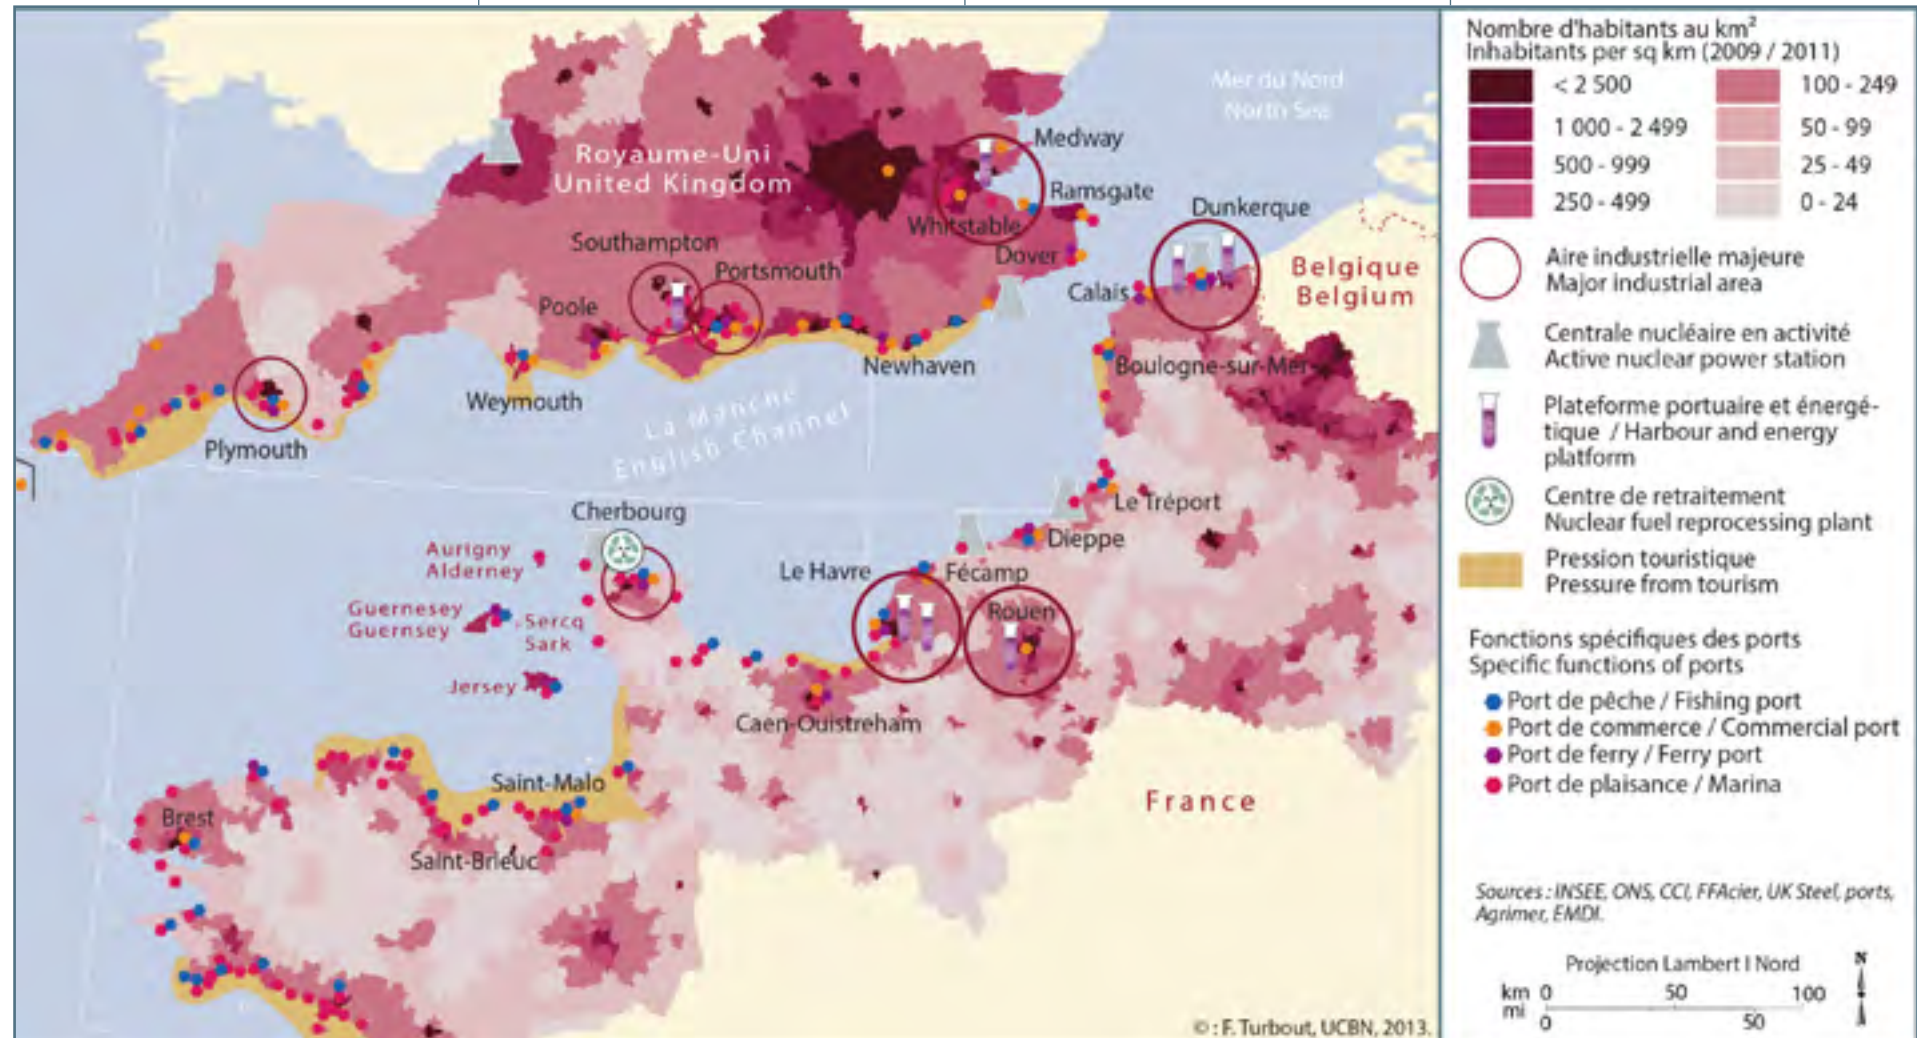 Mer du Nord
North Sea
Medway
Royaume-Uni
United Kingdom
Ramsgate
Dunkerque
Whitstable
Southampton
Dover
Portsmouth
Belgique
Belgium
Calais
Poole
Newhaven
Boulogne-sur-Mer
Weymouth
La Manche
English Channel
Plymouth
Le Tréport
Cherbourg
Dieppe
Aurigny
Alderney
Le Havre
Fécamp
Guernesey
Guernsey
Rouen
Sercq
Sark
Jersey
Caen-Ouistreham
Saint-Malo
France
Brest
Saint-Brieuc
© : F. Turbout, UCBN, 2013.
Nombre d'habitants au km²
Inhabitants per sq km (2009 / 2011)
< 2 500
100 - 249
1 000 - 2 499
50 - 99
500 - 999
25 - 49
250 - 499
0 - 24
Aire industrielle majeure
Major industrial area
Centrale nucléaire en activité
Active nuclear power station
Plateforme portuaire et énergé-
tique / Harbour and energy
platform
Centre de retraitement
Nuclear fuel reprocessing plant
Pression touristique
Pressure from tourism
Fonctions spécifiques des ports
Specific functions of ports
Port de pêche / Fishing port
Port de commerce / Commercial port
Port de ferry / Ferry port
Port de plaisance / Marina
Sources : INSEE, ONS, CCI, FFAcier, UK Steel, ports,
Agrimer, EMDI.
Projection Lambert I Nord
N
km 0 50 100
mi 0 50